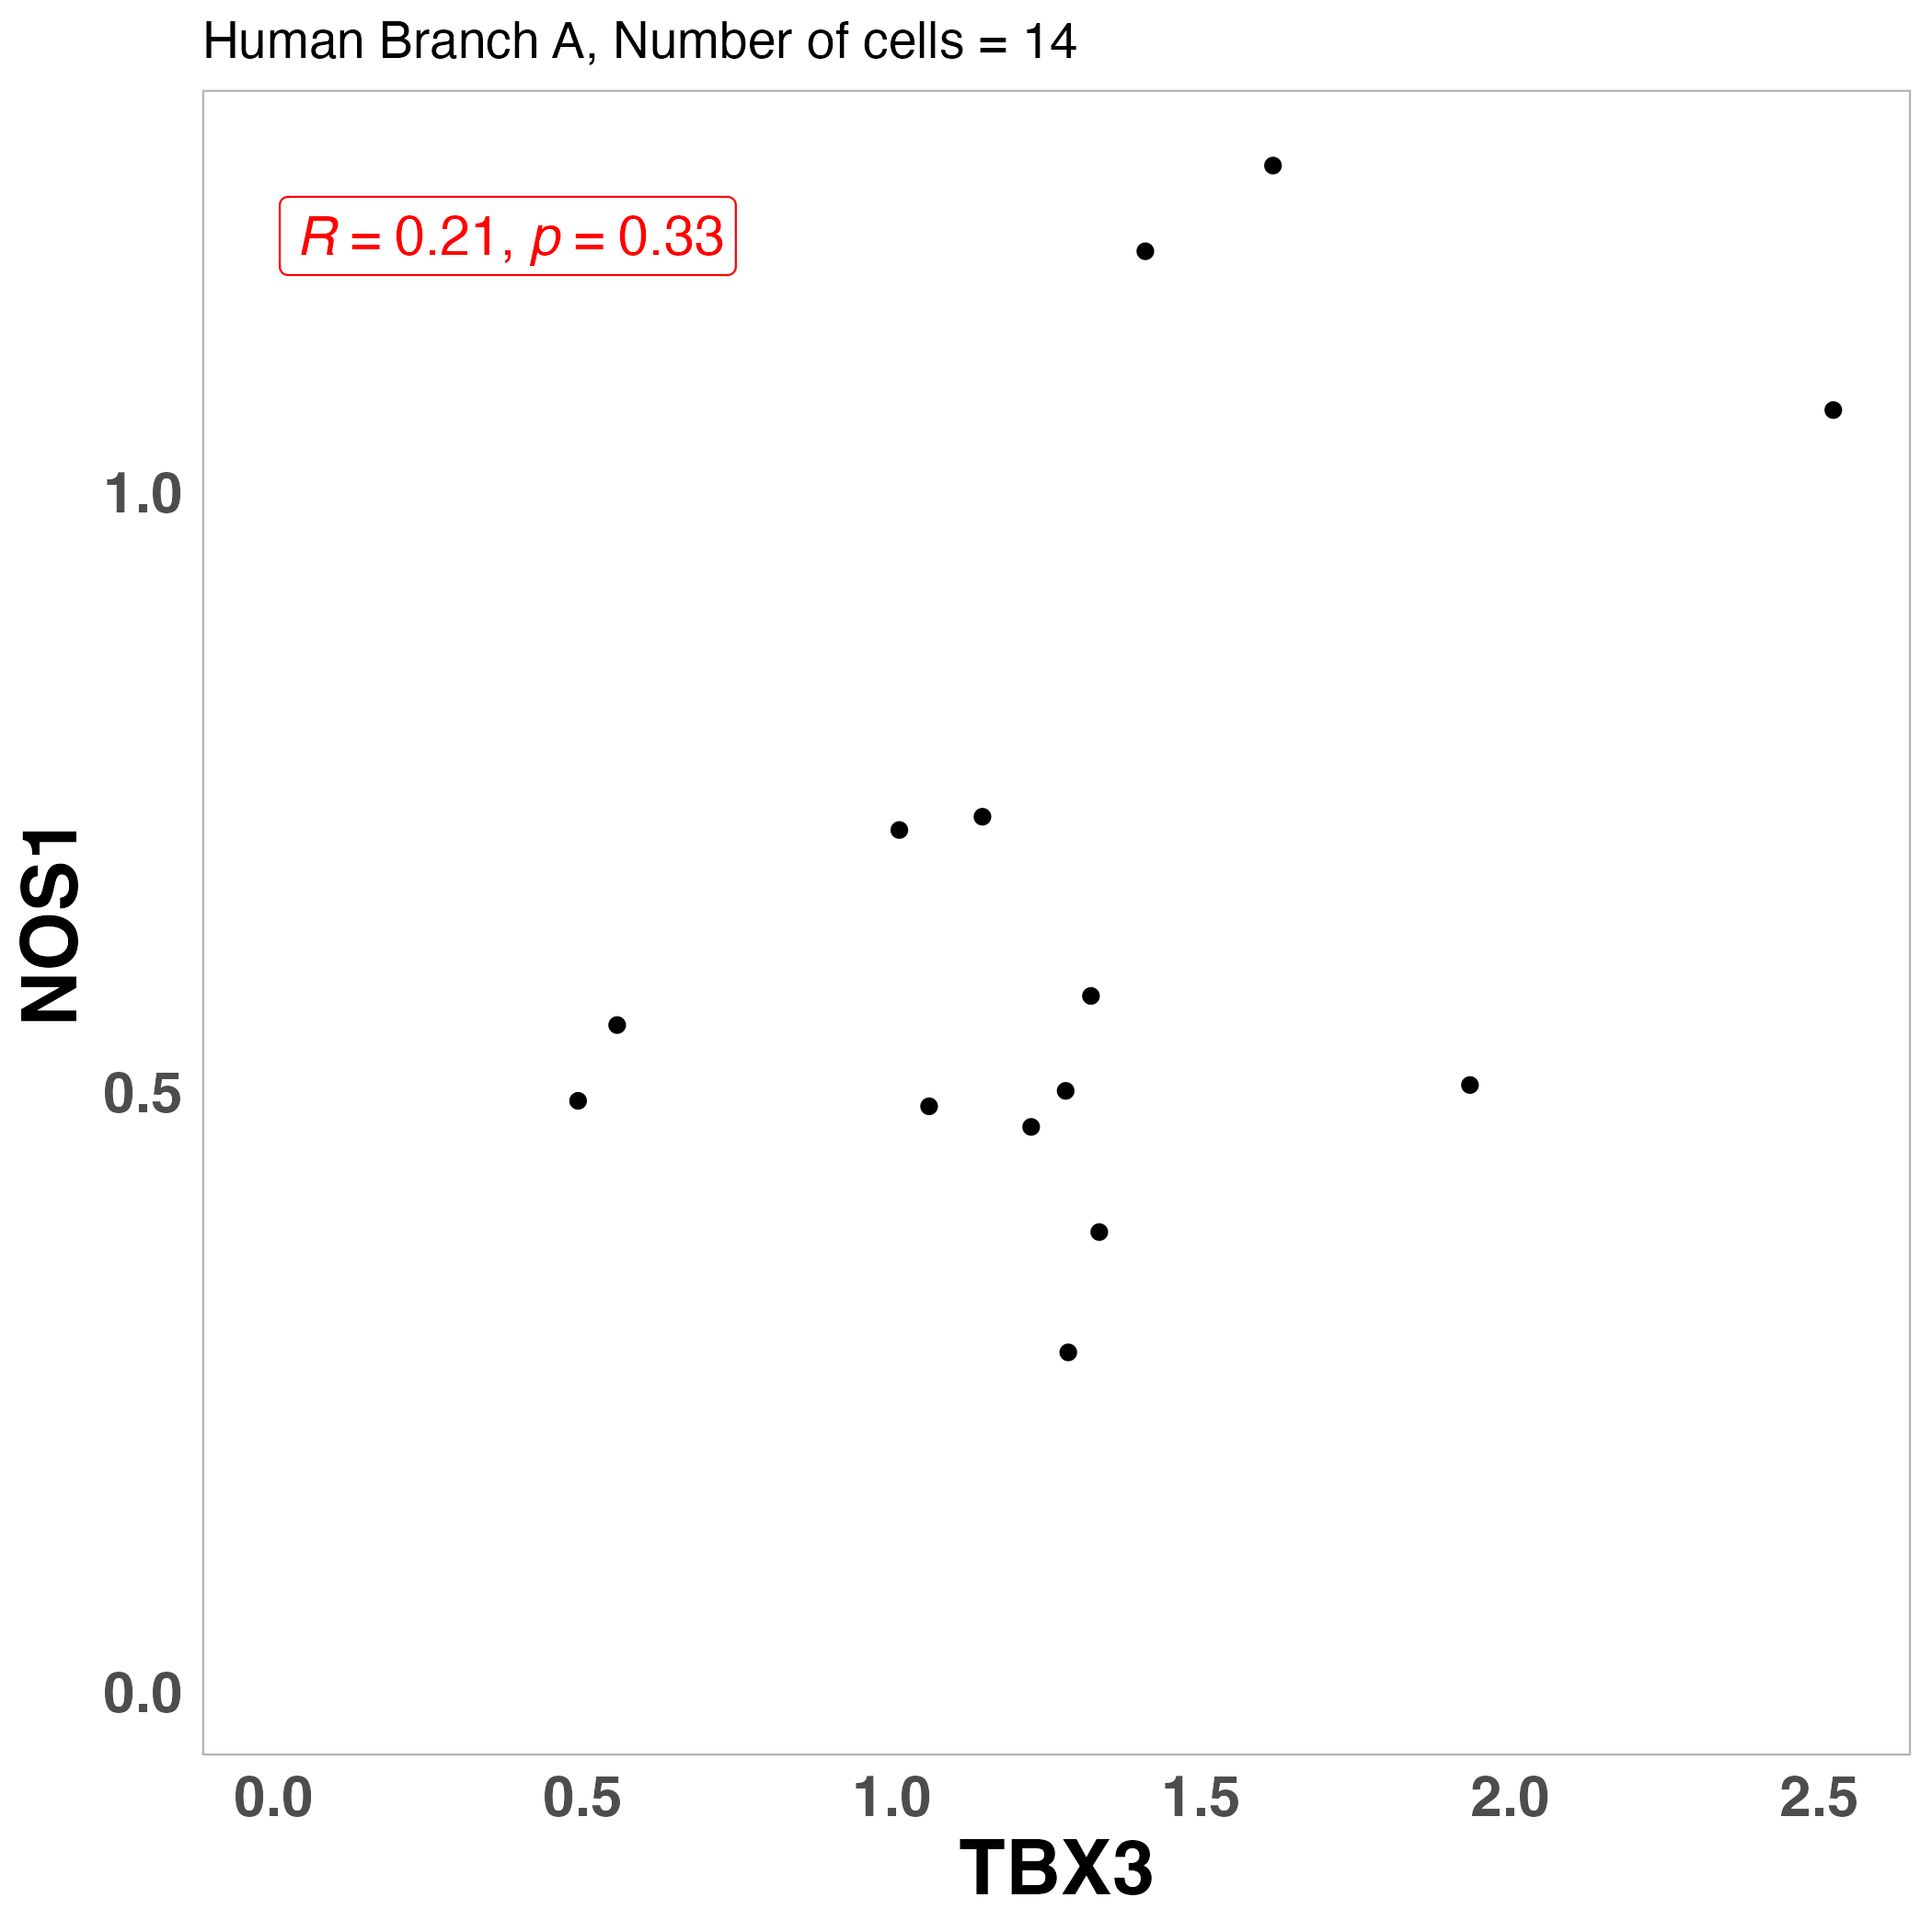 Human Branch A, Number of cells = 14
R = 0.21, p = 0.33
1.0
0.5
0.0
NOS1
0.0 0.5 1.0 1.5 2.0 2.5
TBX3